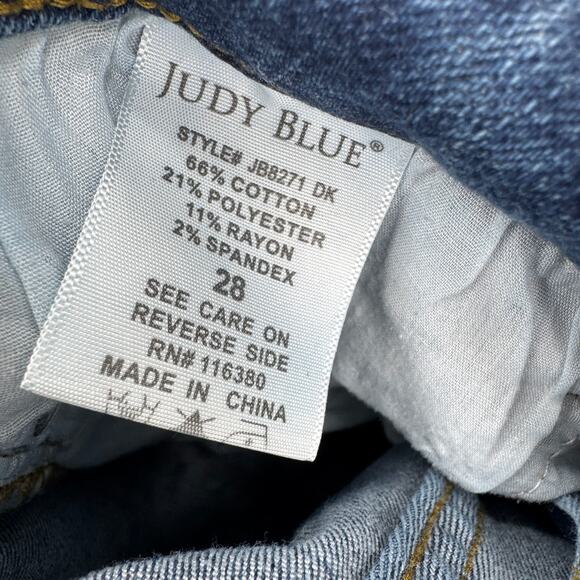 JUDY BLUE®
STYLE# JB8271 DK
66% COTTON
21% POLYESTER
11% RAYON
2% SPANDEX
28
SEE CARE ON
REVERSE SIDE
RN# 116380
MADE IN CHINA